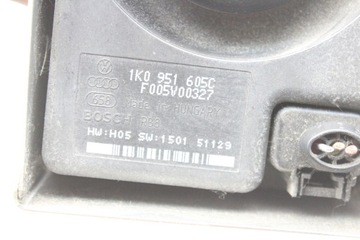 1K0 951 605C
F005V00327
Made in HUNGARY
BOSCH
HW:H05 SW:1501 51129